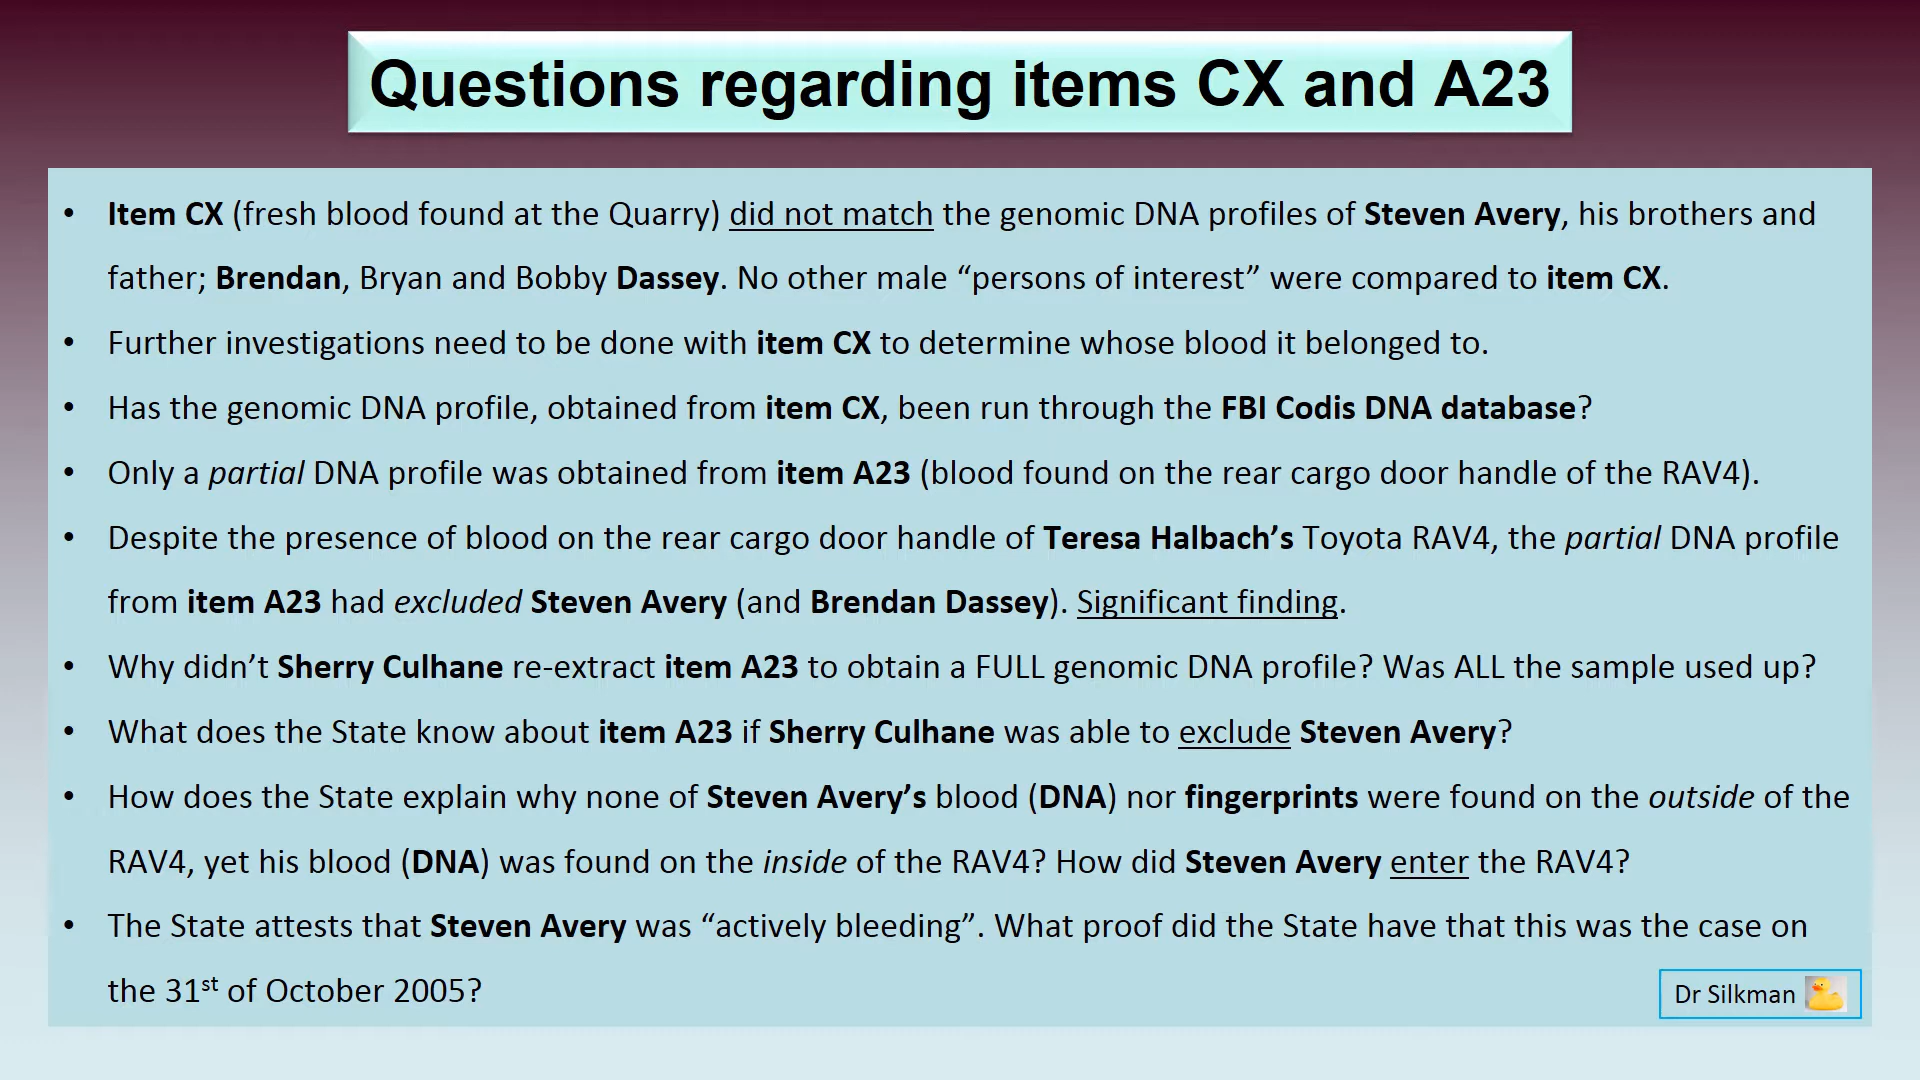 Questions regarding items CX and A23
• Item CX (fresh blood found at the Quarry) did not match the genomic DNA profiles of Steven Avery, his brothers and
father; Brendan, Bryan and Bobby Dassey. No other male “persons of interest” were compared to item CX.
• Further investigations need to be done with item CX to determine whose blood it belonged to.
• Has the genomic DNA profile, obtained from item CX, been run through the FBI Codis DNA database?
• Only a partial DNA profile was obtained from item A23 (blood found on the rear cargo door handle of the RAV4).
• Despite the presence of blood on the rear cargo door handle of Teresa Halbach’s Toyota RAV4, the partial DNA profile
from item A23 had excluded Steven Avery (and Brendan Dassey). Significant finding.
• Why didn’t Sherry Culhane re-extract item A23 to obtain a FULL genomic DNA profile? Was ALL the sample used up?
• What does the State know about item A23 if Sherry Culhane was able to exclude Steven Avery?
• How does the State explain why none of Steven Avery’s blood (DNA) nor fingerprints were found on the outside of the
RAV4, yet his blood (DNA) was found on the inside of the RAV4? How did Steven Avery enter the RAV4?
• The State attests that Steven Avery was “actively bleeding”. What proof did the State have that this was the case on
the 31st of October 2005?
Dr Silkman